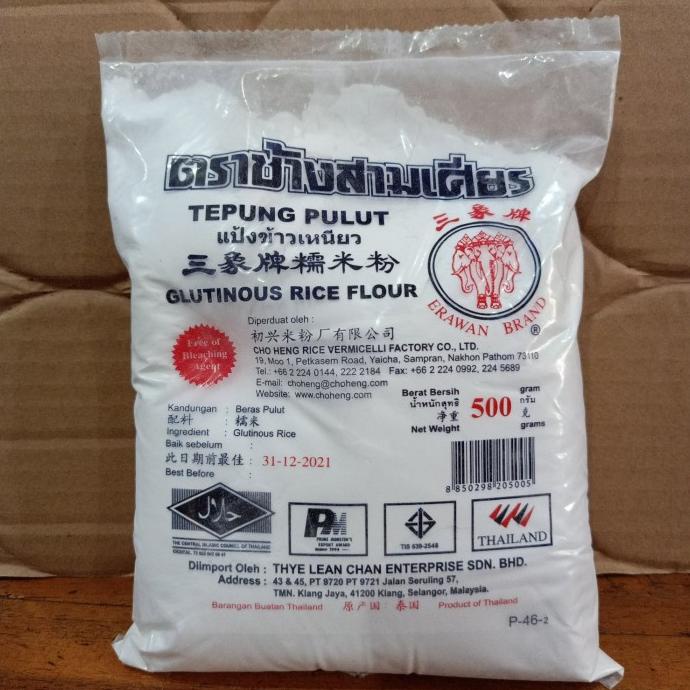 ตราช้างสามเศียร
TEPUNG PULUT
แป้งข้าวเหนียว
三象牌糯米粉
GLUTINOUS RICE FLOUR
三象牌
ERAWAN BRAND
®
Free of
Bleaching
Agent
Diperduat oleh :
初兴米粉厂有限公司
CHO HENG RICE VERMICELLI FACTORY CO., LTD.
19, Moo 1, Petkasem Road, Yaicha, Sampran, Nakhon Pathom 73110
Tel.: +66 2 224 0144, 222 2184 Fax: +66 2 224 0992, 224 5689
E-mail: choheng@choheng.com
Website: www.choheng.com
Kandungan : Beras Pulut
配料 : 糯米
Ingredient : Glutinous Rice
Baik sebelum :
此日期前最佳 : 31-12-2021
Best Before :
Berat Bersih gram
น้ำหนักสุทธิ 500 กรัม
净重 克
Net Weight grams
8 850298 205005
حلال
THE CENTRAL ISLAMIC COUNCIL OF THAILAND
PM
PRIME MINISTER'S
EXPORT AWARD
TIS 639-2548
THAILAND
Diimport Oleh : THYE LEAN CHAN ENTERPRISE SDN. BHD.
Address : 43 & 45, PT 9720 PT 9721 Jalan Seruling 57,
TMN. Klang Jaya, 41200 Klang, Selangor, Malaysia.
Barangan Buatan Thailand 原产国 : 泰国 Product of Thailand
P-46-2